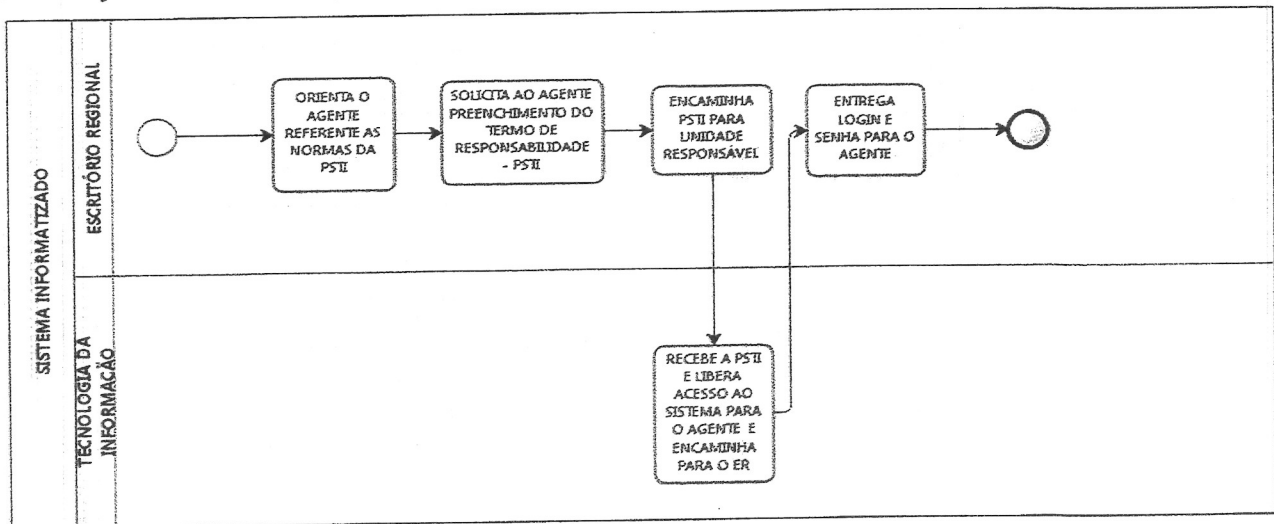 SISTEMA INFORMATIZADO
ESCRITÓRIO REGIONAL
ORIENTA O
AGENTE
REFERENTE AS
NORMAS DA
PSTI
SOLICITA AO AGENTE
PREENCHIMENTO DO
TERMO DE
RESPONSABILIDADE
- PSTI
ENCAMINHA
PSTI PARA
UNIDADE
RESPONSÁVEL
ENTREGA
LOGIN E
SENHA PARA O
AGENTE
TECNOLOGIA DA
INFORMAÇÃO
RECEBE A PSTI
E LIBERA
ACESSO AO
SISTEMA PARA
O AGENTE E
ENCAMINHA
PARA O ER